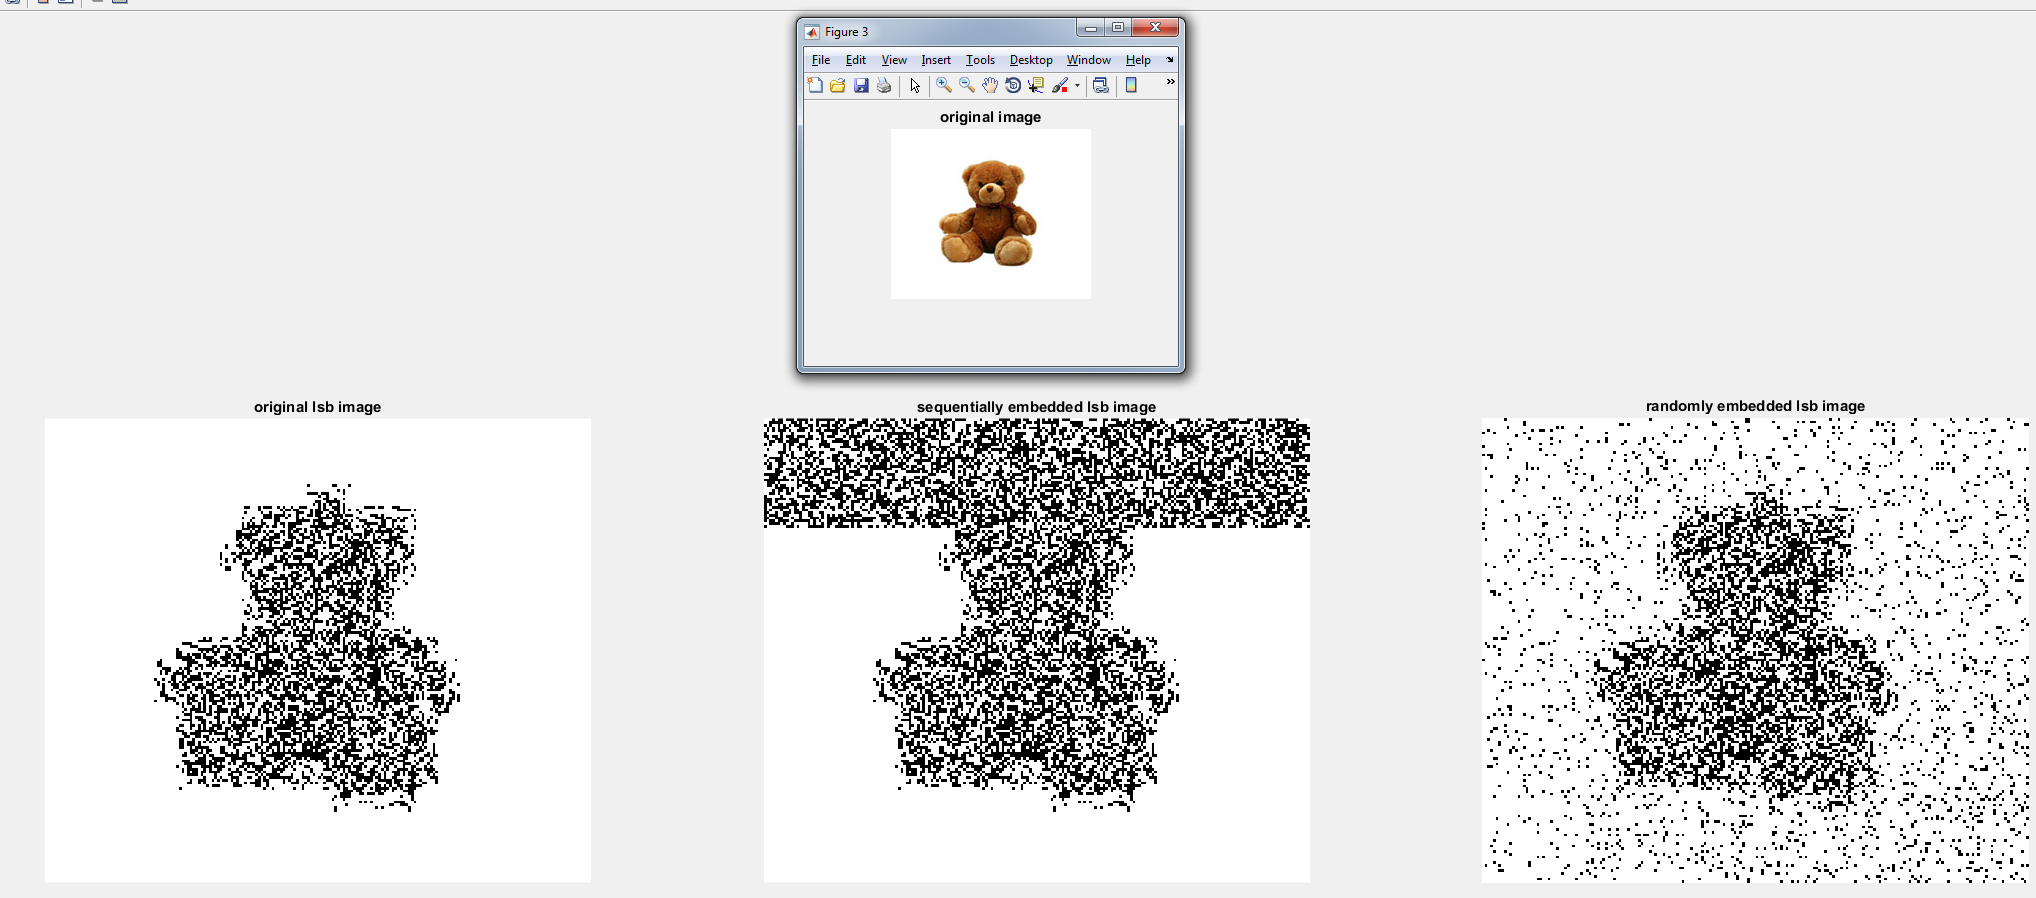 Figure 3
File Edit View Insert Tools Desktop Window Help
original image
original lsb image
sequentially embedded lsb image
randomly embedded lsb image